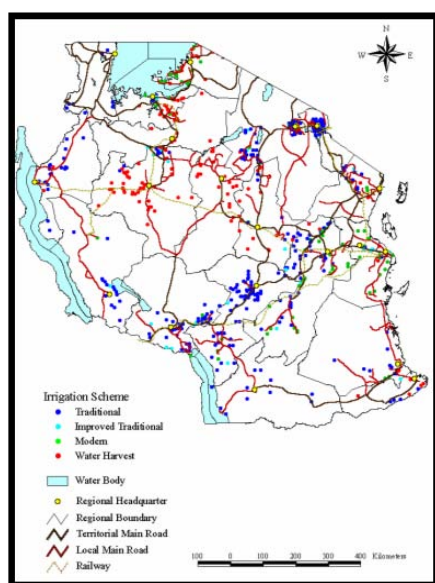 N
W E
S
Irrigation Scheme
Traditional
Improved Traditional
Modern
Water Harvest
Water Body
Regional Headquarter
Regional Boundary
Territorial Main Road
Local Main Road
Railway
100 0 100 200 300 400 Kilometers